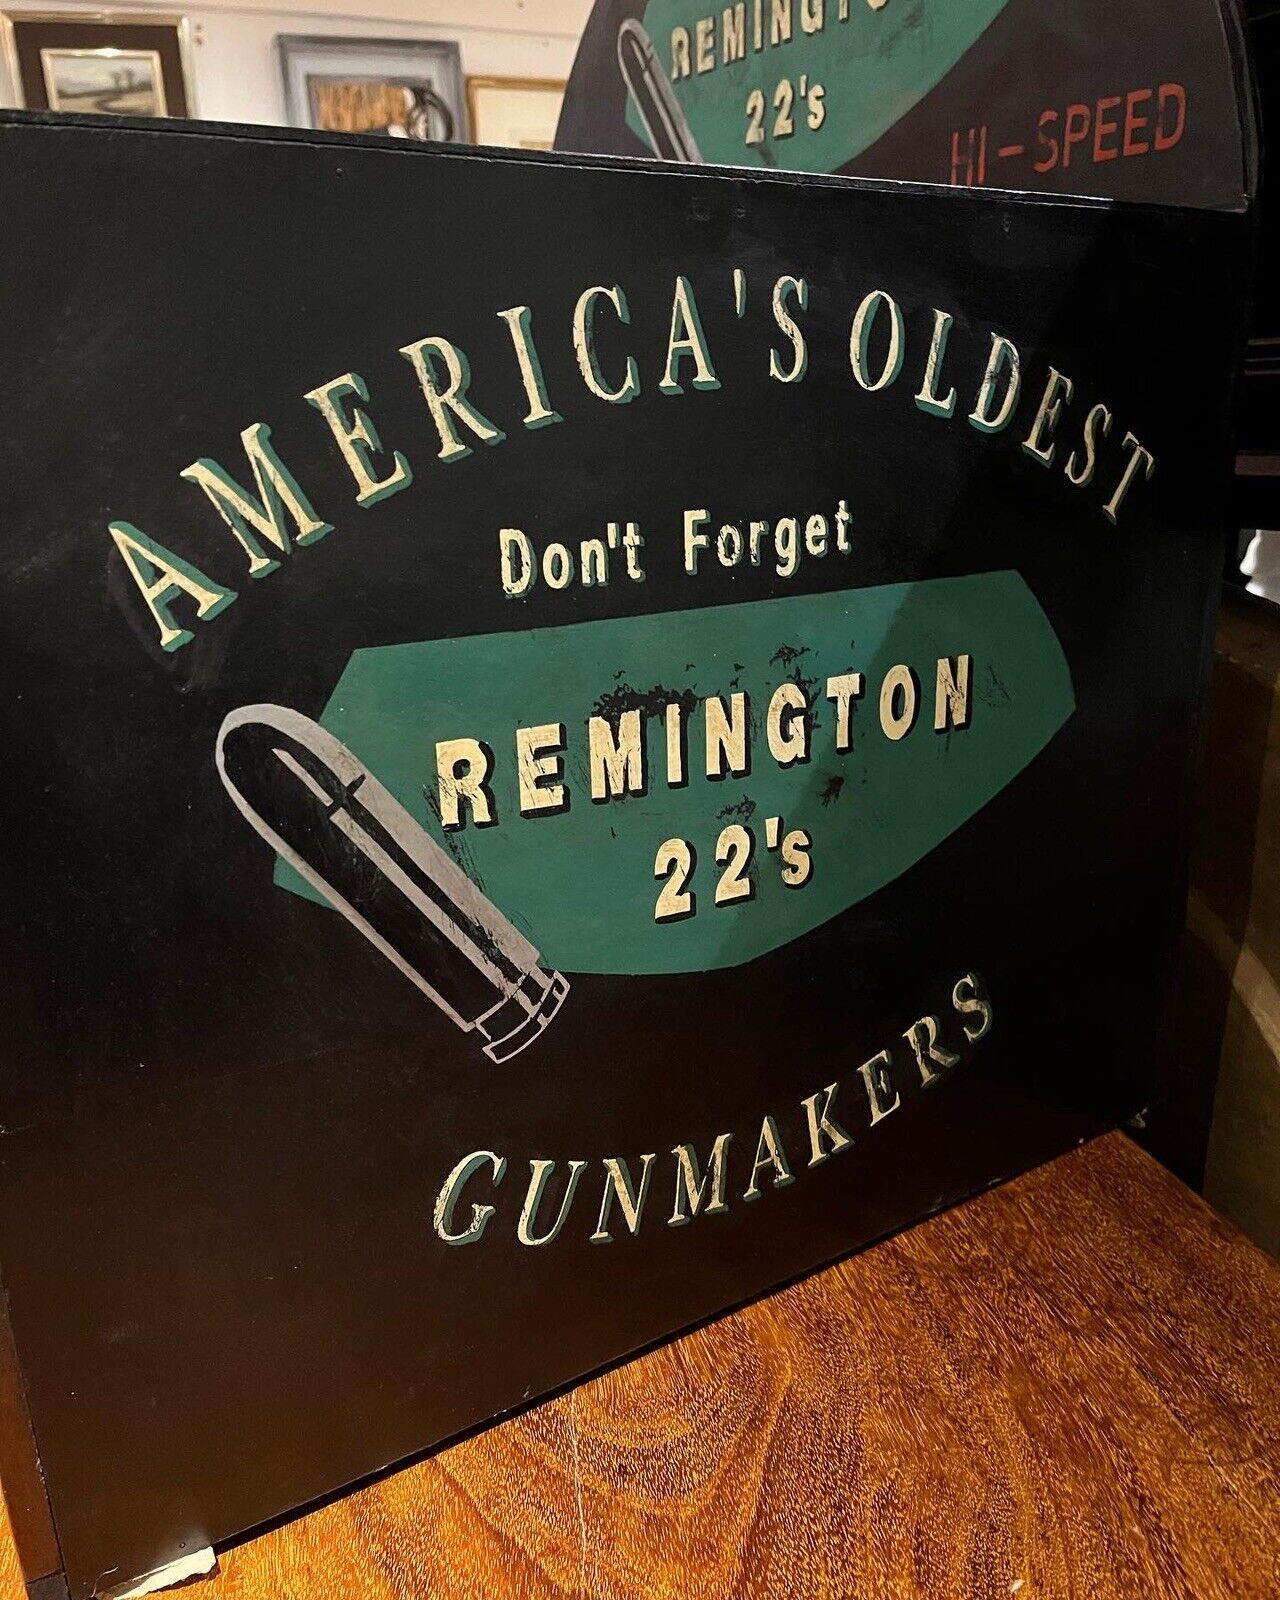 REMINGTON
22's
HI-SPEED
AMERICA'S OLDEST
Don't Forget
REMINGTON
22's
GUNMAKERS